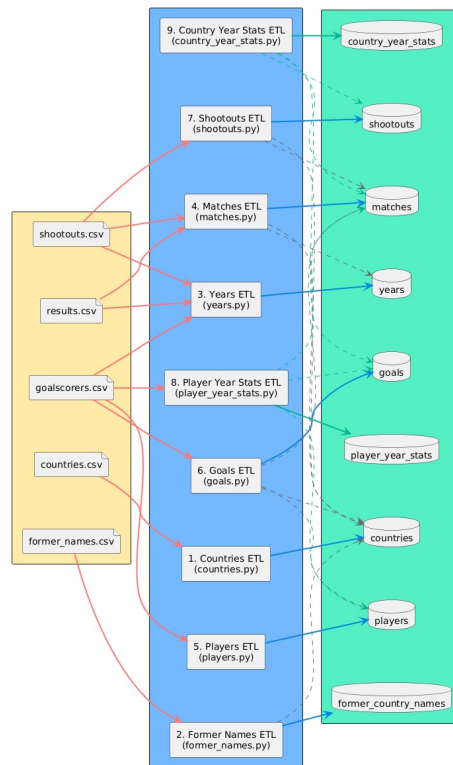 shootouts.csv
results.csv
goalscorers.csv
countries.csv
former_names.csv
9. Country Year Stats ETL
(country_year_stats.py)
7. Shootouts ETL
(shootouts.py)
4. Matches ETL
(matches.py)
3. Years ETL
(years.py)
8. Player Year Stats ETL
(player_year_stats.py)
6. Goals ETL
(goals.py)
1. Countries ETL
(countries.py)
5. Players ETL
(players.py)
2. Former Names ETL
(former_names.py)
country_year_stats
shootouts
matches
years
goals
player_year_stats
countries
players
former_country_names